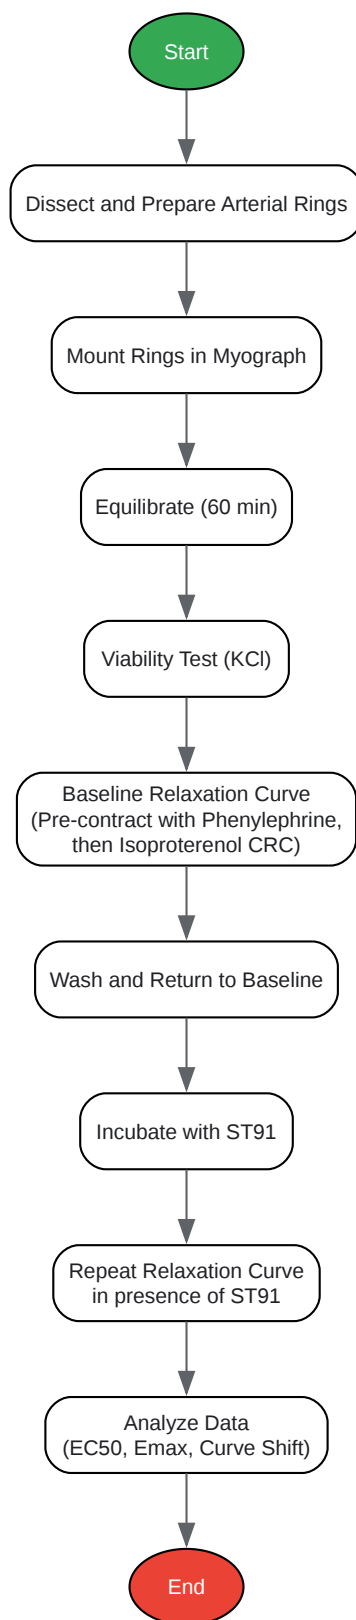 Start
Dissect and Prepare Arterial Rings
Mount Rings in Myograph
Equilibrate (60 min)
Viability Test (KCl)
Baseline Relaxation Curve
(Pre-contract with Phenylephrine,
then Isoproterenol CRC)
Wash and Return to Baseline
Incubate with ST91
Repeat Relaxation Curve
in presence of ST91
Analyze Data
(EC50, Emax, Curve Shift)
End